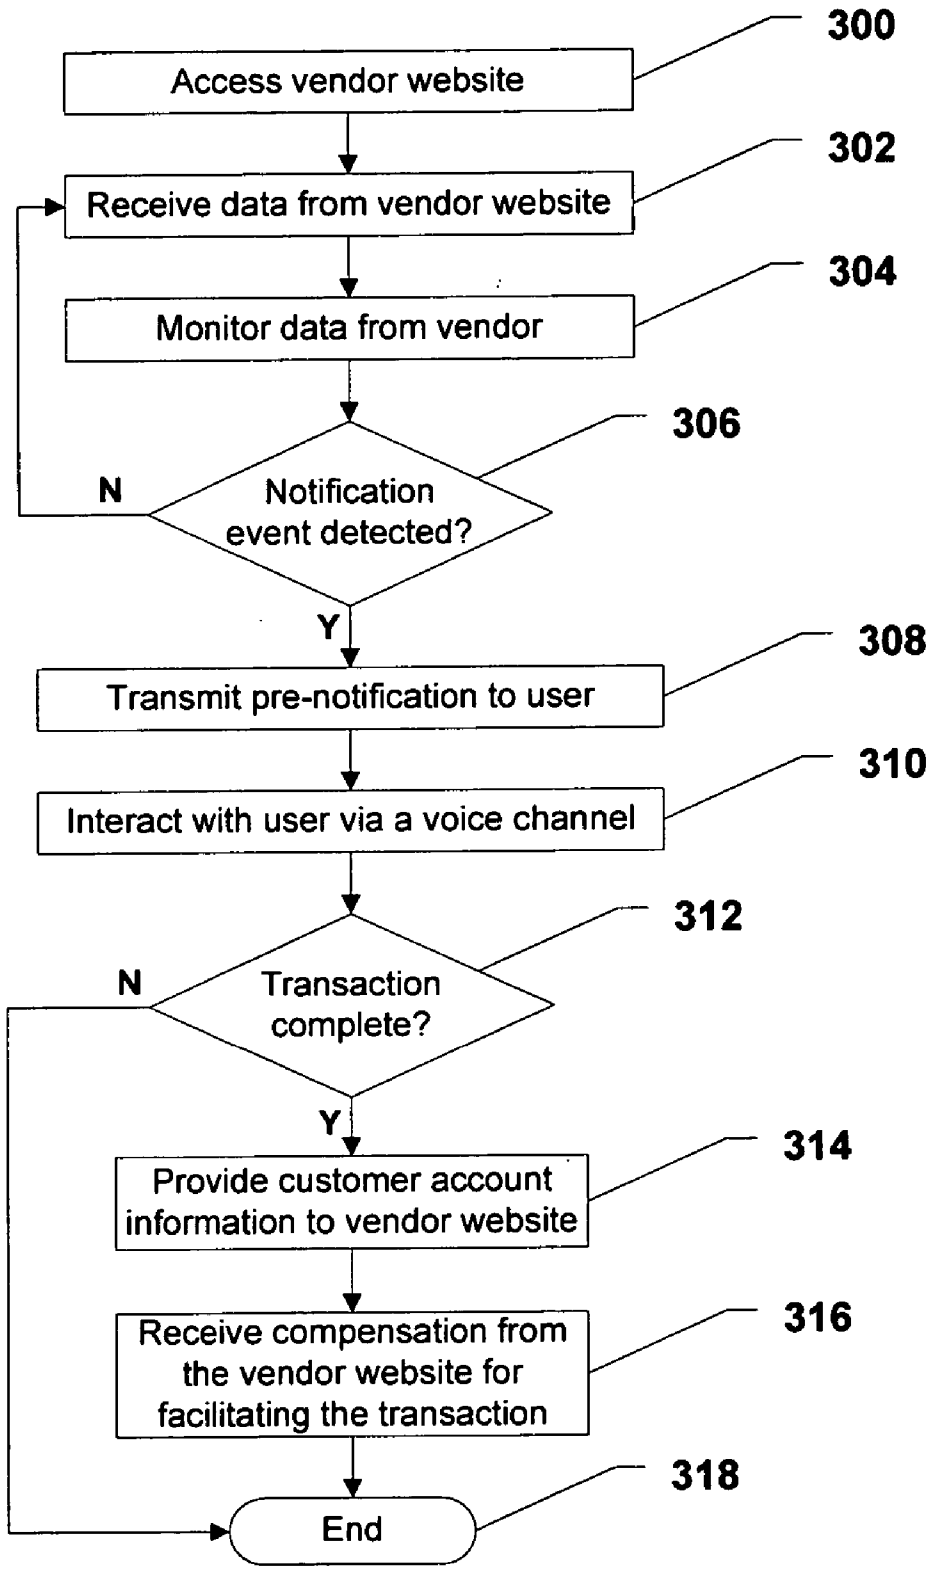 300
Access vendor website
302
Receive data from vendor website
304
Monitor data from vendor
306
N
Notification
event detected?
Y
308
Transmit pre-notification to user
310
Interact with user via a voice channel
312
N
Transaction
complete?
Y
314
Provide customer account
information to vendor website
316
Receive compensation from
the vendor website for
facilitating the transaction
318
End